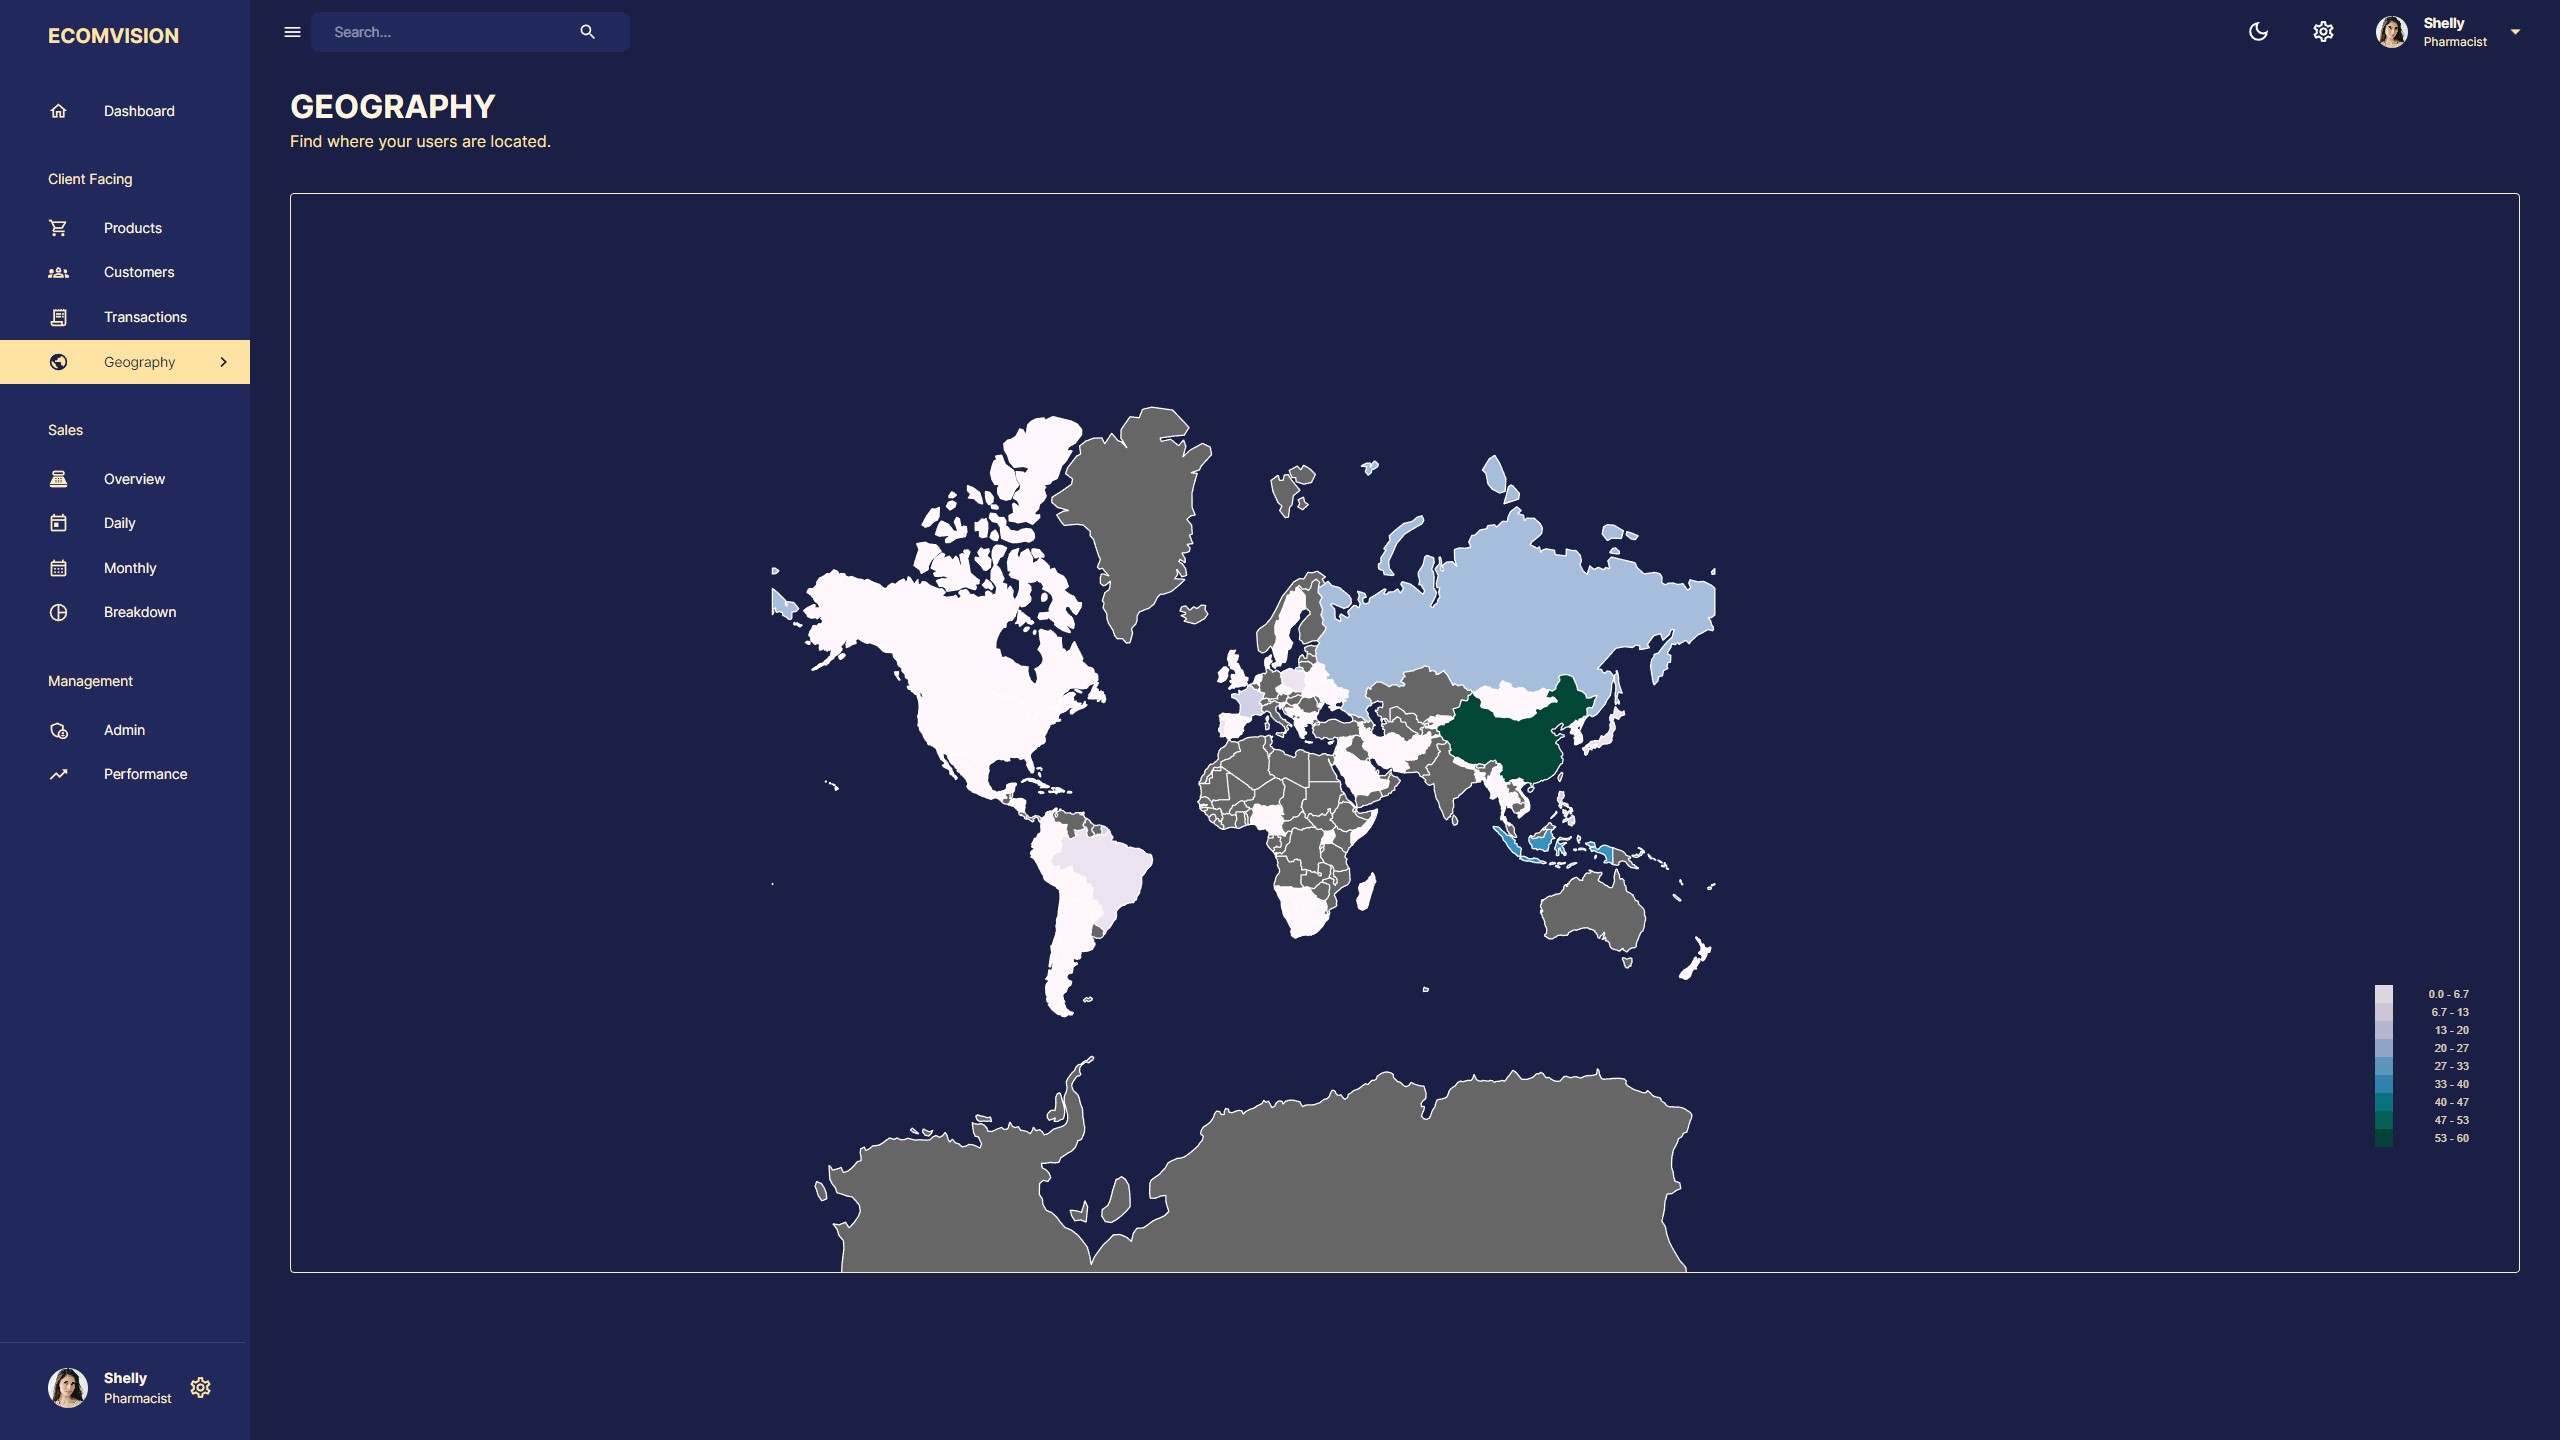 ECOMVISION
Dashboard
Client Facing
Products
Customers
Transactions
Geography
Sales
Overview
Daily
Monthly
Breakdown
Management
Admin
Performance
Shelly
Pharmacist
Search...
Shelly
Pharmacist
GEOGRAPHY
Find where your users are located.
0.0 - 6.7
6.7 - 13
13 - 20
20 - 27
27 - 33
33 - 40
40 - 47
47 - 53
53 - 60